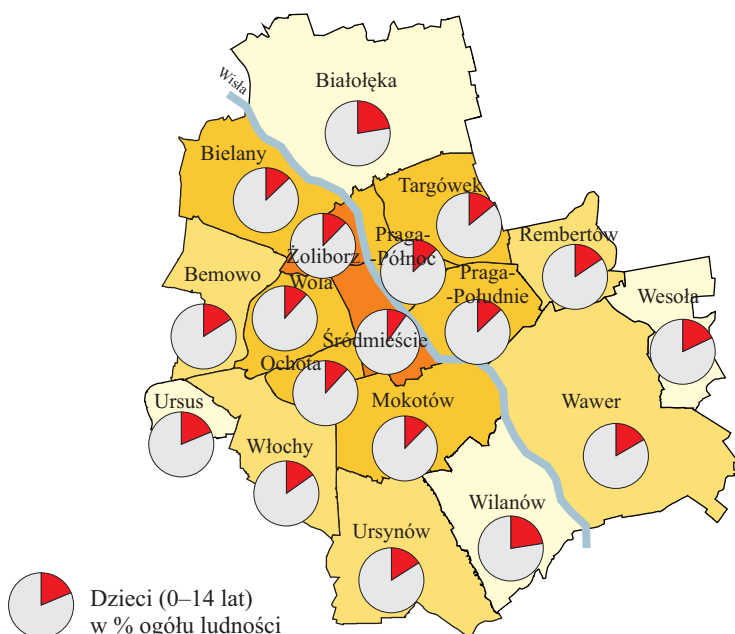 Wisła
Białołęka
Bielany
Targówek
Żoliborz
Praga-
-Północ
Rembertów
Bemowo
Wola
Praga-
-Południe
Wesoła
Śródmieście
Ochota
Ursus
Mokotów
Wawer
Włochy
Wilanów
Ursynów
Dzieci (0–14 lat)
w % ogółu ludności